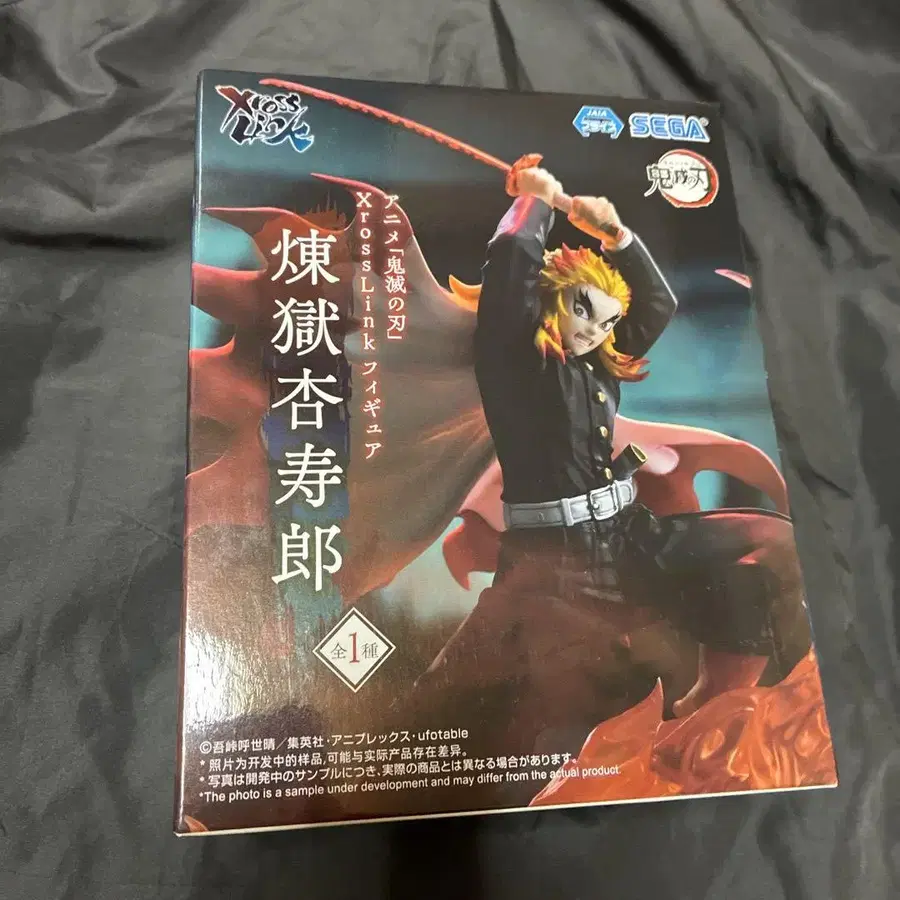 Xross
Link
JAIA
プライズ
SEGA®
鬼滅の刃
アニメ「鬼滅の刃」
XrossLink フィギュア
煉獄杏寿郎
全1種
©吾峠呼世晴／集英社・アニプレックス・ufotable
* 照片为开发中的样品,可能与实际产品存在差异。
* 写真は開発中のサンプルにつき、実際の商品とは異なる場合があります。
*The photo is a sample under development and may differ from the actual product.